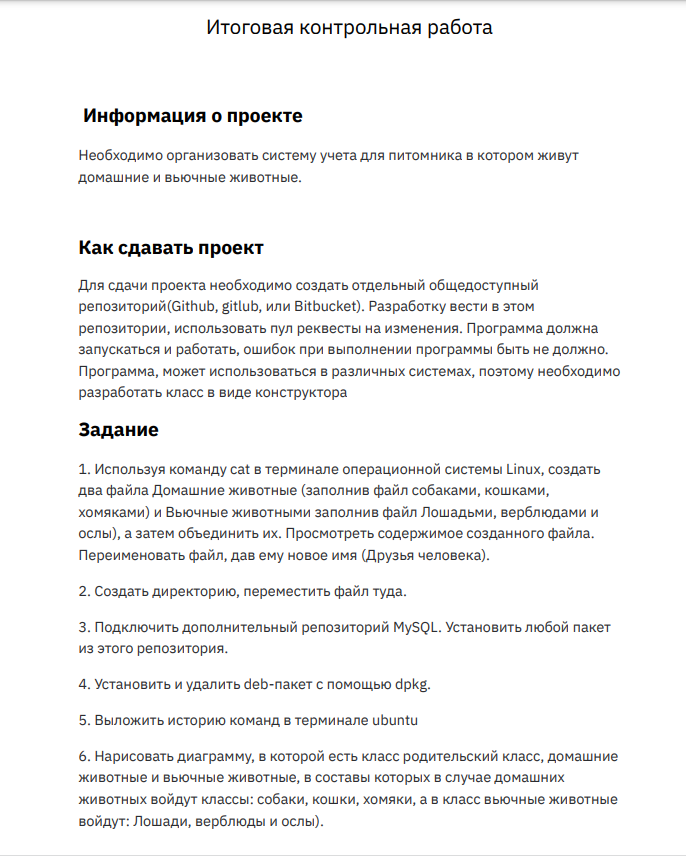 Итоговая контрольная работа
Информация о проекте
Необходимо организовать систему учета для питомника в котором живут
домашние и вьючные животные.
Как сдавать проект
Для сдачи проекта необходимо создать отдельный общедоступный
репозиторий(Github, gitlub, или Bitbucket). Разработку вести в этом
репозитории, использовать пул реквесты на изменения. Программа должна
запускаться и работать, ошибок при выполнении программы быть не должно.
Программа, может использоваться в различных системах, поэтому необходимо
разработать класс в виде конструктора
Задание
1. Используя команду cat в терминале операционной системы Linux, создать
два файла Домашние животные (заполнив файл собаками, кошками,
хомяками) и Вьючные животными заполнив файл Лошадьми, верблюдами и
ослы), а затем объединить их. Просмотреть содержимое созданного файла.
Переименовать файл, дав ему новое имя (Друзья человека).
2. Создать директорию, переместить файл туда.
3. Подключить дополнительный репозиторий MySQL. Установить любой пакет
из этого репозитория.
4. Установить и удалить deb-пакет с помощью dpkg.
5. Выложить историю команд в терминале ubuntu
6. Нарисовать диаграмму, в которой есть класс родительский класс, домашние
животные и вьючные животные, в составы которых в случае домашних
животных войдут классы: собаки, кошки, хомяки, а в класс вьючные животные
войдут: Лошади, верблюды и ослы).